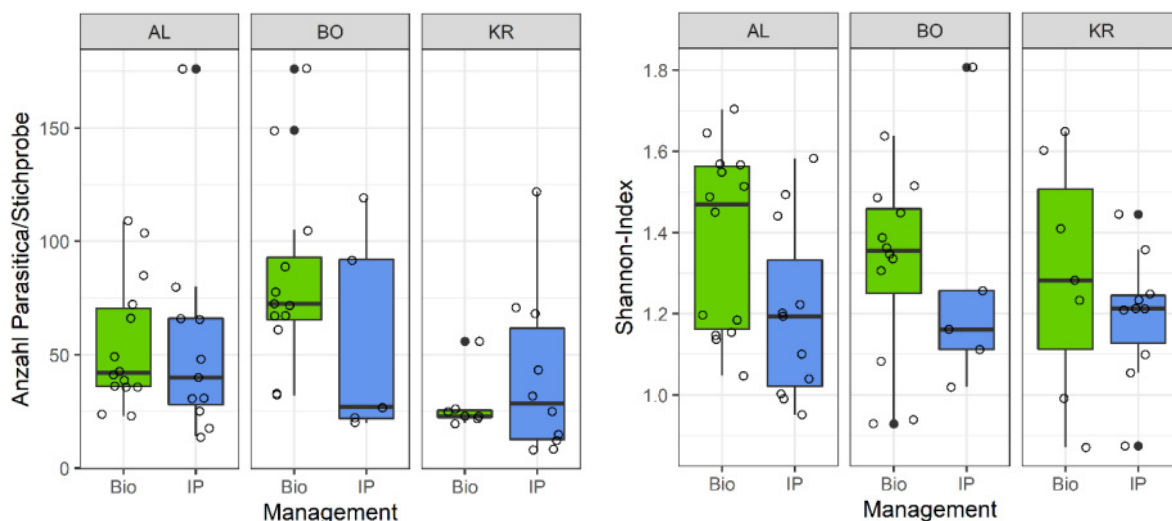 AL BO KR
Anzahl Parasitica/Stichprobe
150
100
50
0
Bio IP Bio IP Bio IP
Management
AL BO KR
Shannon-Index
1.8
1.6
1.4
1.2
1.0
Bio IP Bio IP Bio IP
Management